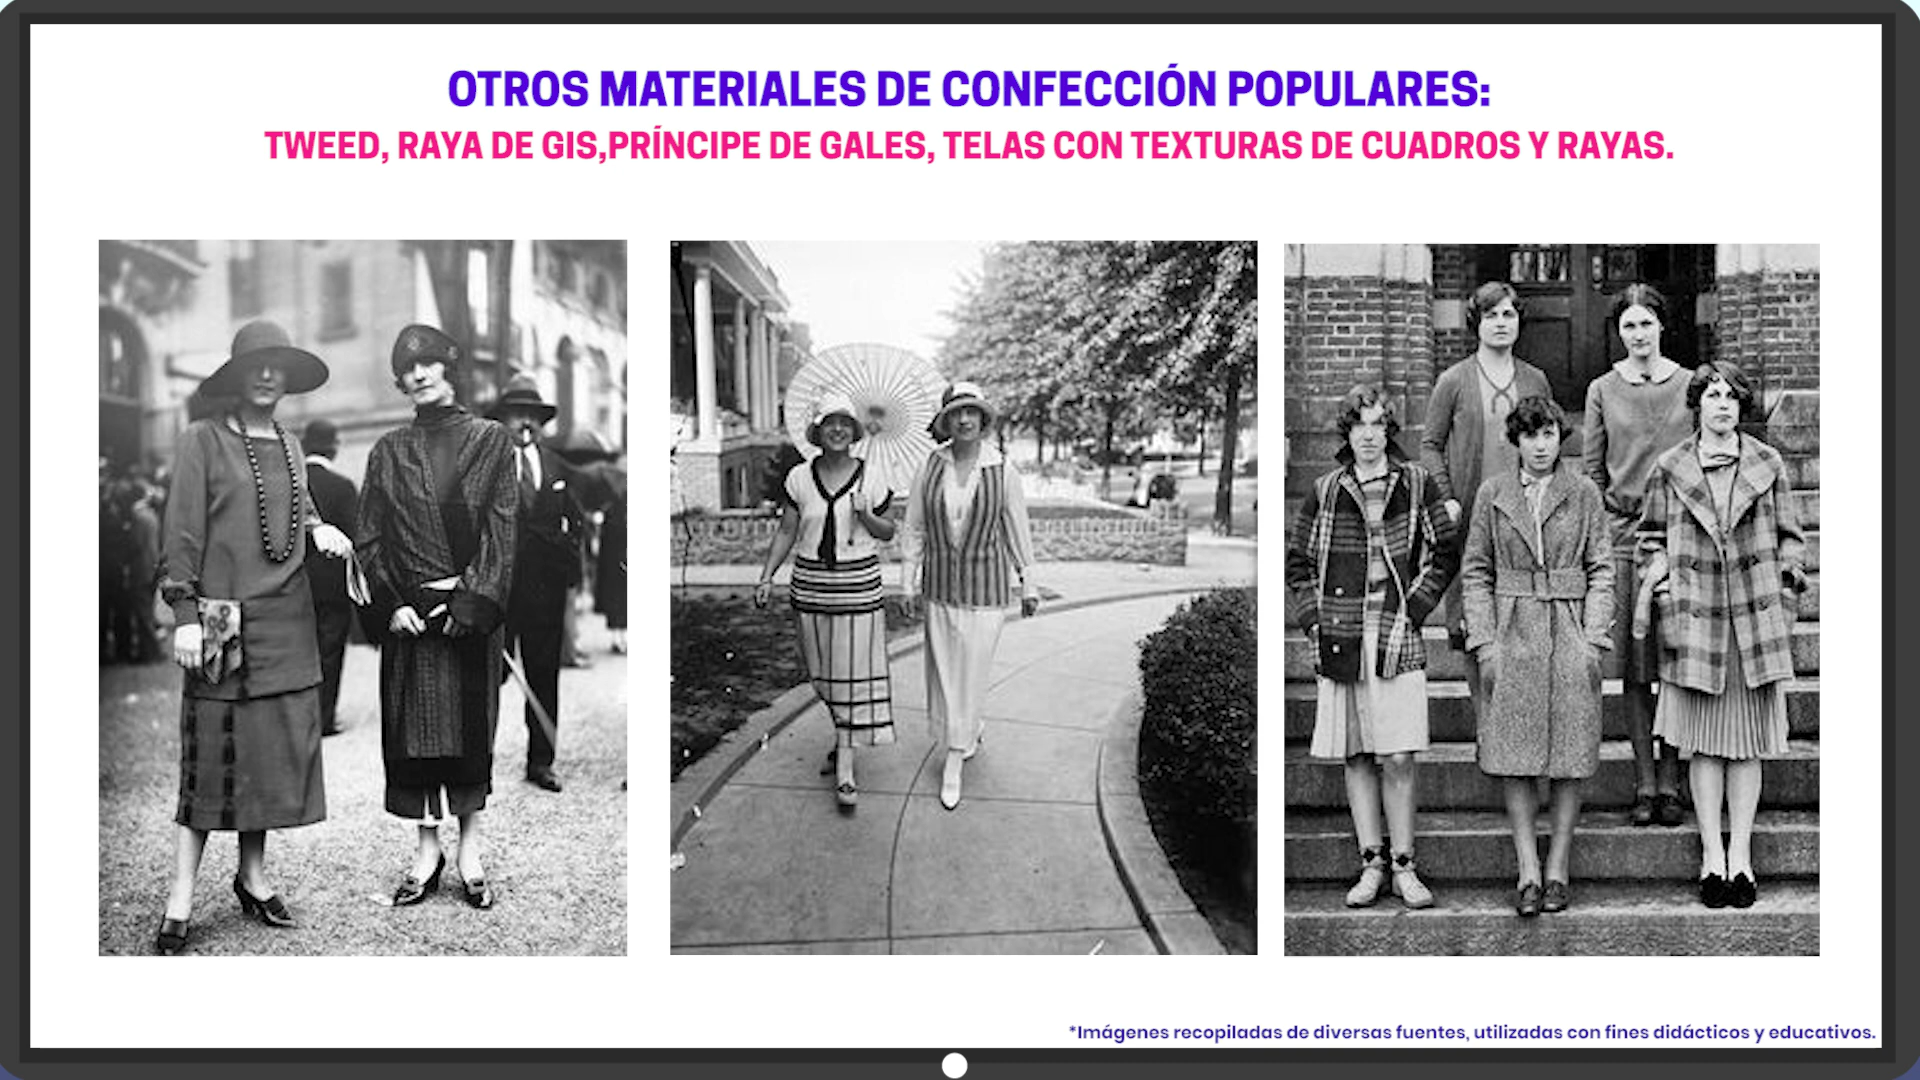 OTROS MATERIALES DE CONFECCIÓN POPULARES:
TWEED, RAYA DE GIS,PRÍNCIPE DE GALES, TELAS CON TEXTURAS DE CUADROS Y RAYAS.
*Imágenes recopiladas de diversas fuentes, utilizadas con fines didácticos y educativos.